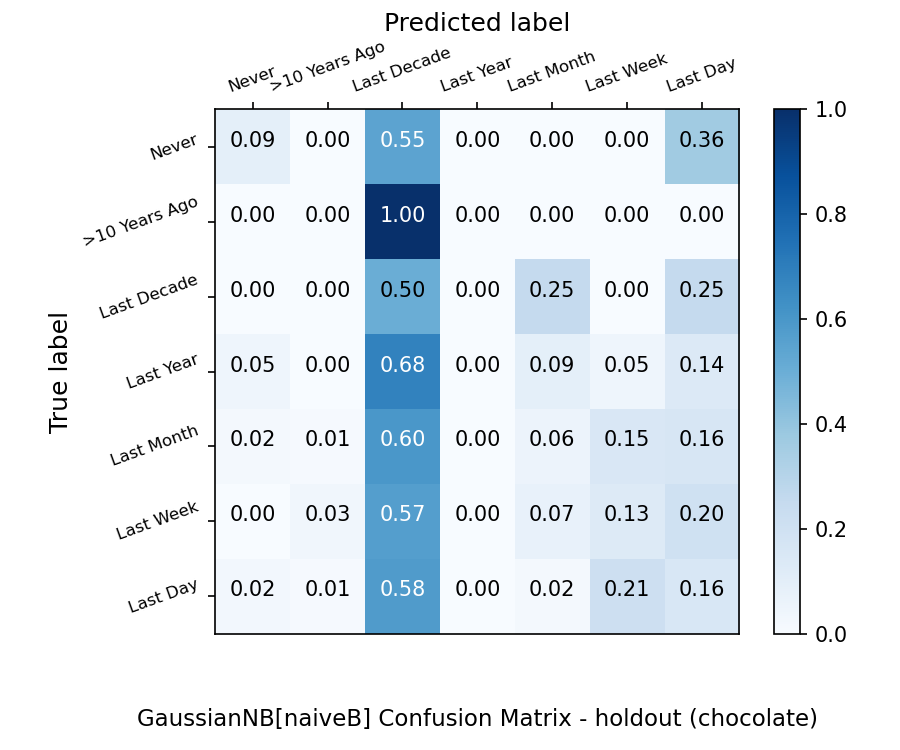 Predicted label
Never >10 Years Ago Last Decade Last Year Last Month Last Week Last Day
Never 0.09 0.00 0.55 0.00 0.00 0.00 0.36
>10 Years Ago 0.00 0.00 1.00 0.00 0.00 0.00 0.00
Last Decade 0.00 0.00 0.50 0.00 0.25 0.00 0.25
Last Year 0.05 0.00 0.68 0.00 0.09 0.05 0.14
Last Month 0.02 0.01 0.60 0.00 0.06 0.15 0.16
Last Week 0.00 0.03 0.57 0.00 0.07 0.13 0.20
Last Day 0.02 0.01 0.58 0.00 0.02 0.21 0.16
True label
1.0
0.8
0.6
0.4
0.2
0.0
GaussianNB[naiveB] Confusion Matrix - holdout (chocolate)